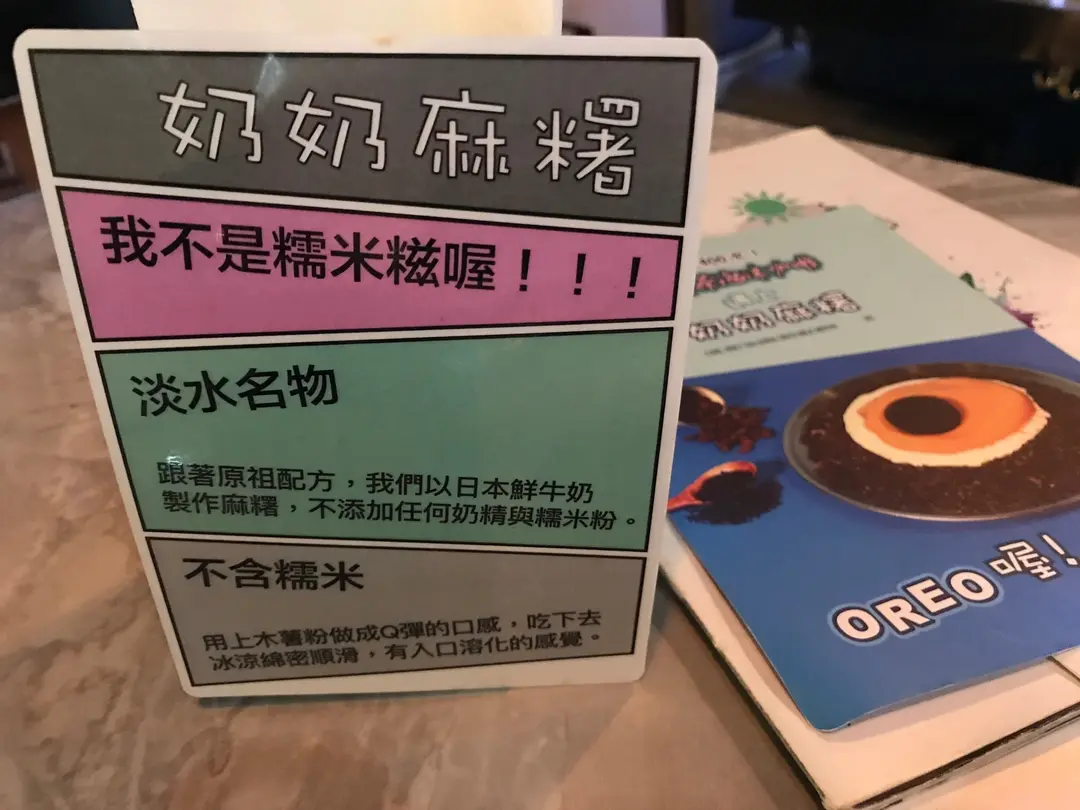 奶奶麻糬
我不是糯米糍喔！！！
淡水名物
跟著原祖配方，我們以日本鮮牛奶
製作麻糬，不添加任何奶精與糯米粉。
不含糯米
用上木薯粉做成Q彈的口感，吃下去
冰涼綿密順滑，有入口溶化的感覺。
奶奶麻糬
OREO喔！